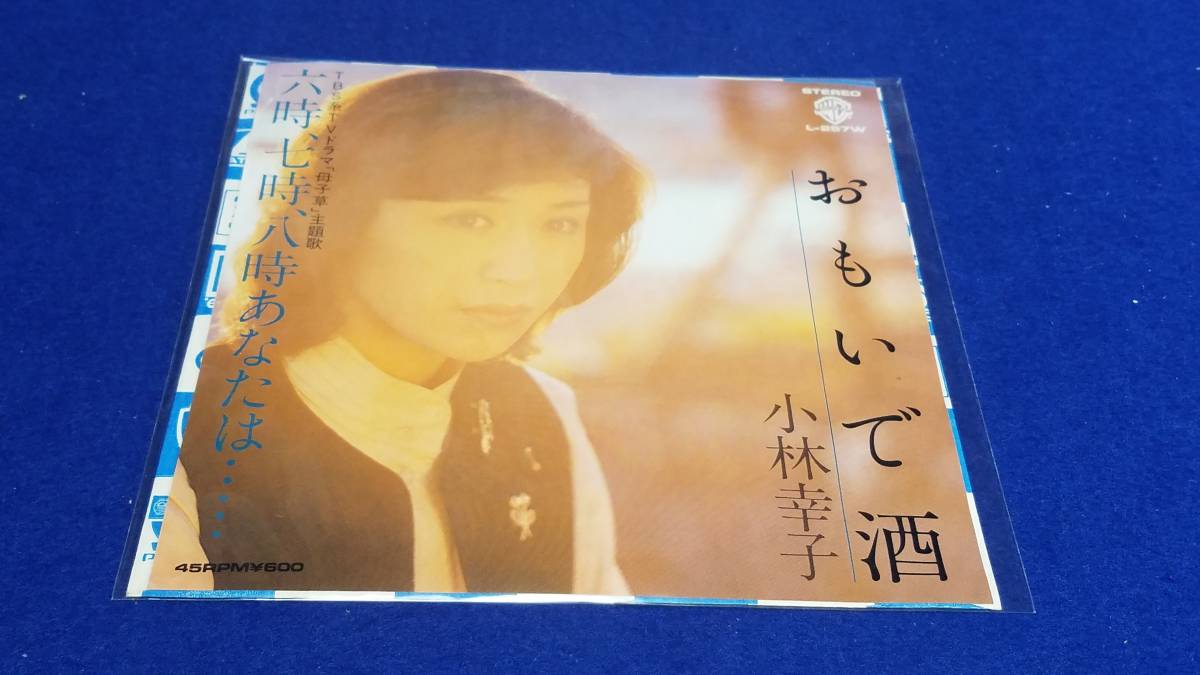 STEREO
L-257W
おもいで酒
小林幸子
TBS系TVドラマ「母子草」主題歌
六時、七時、八時あなたは……
45RPM¥600